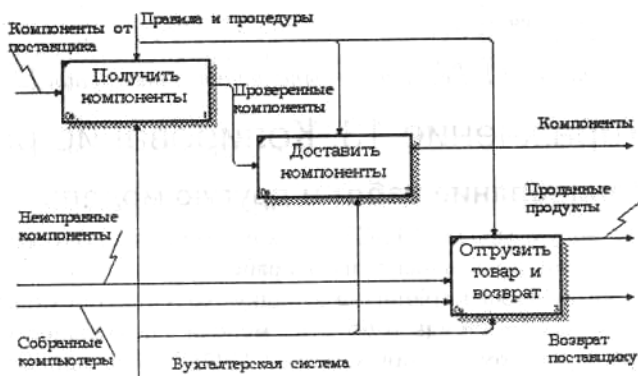 Компоненты от
поставщика
Правила и процедуры
Получить
компоненты
Проверенные
компоненты
Компоненты
Доставить
компоненты
Проданные
продукты
Неисправные
компоненты
Отгрузить
товар и
возврат
Собранные
компьютеры
Бухгалтерская система
Возврат
поставщику